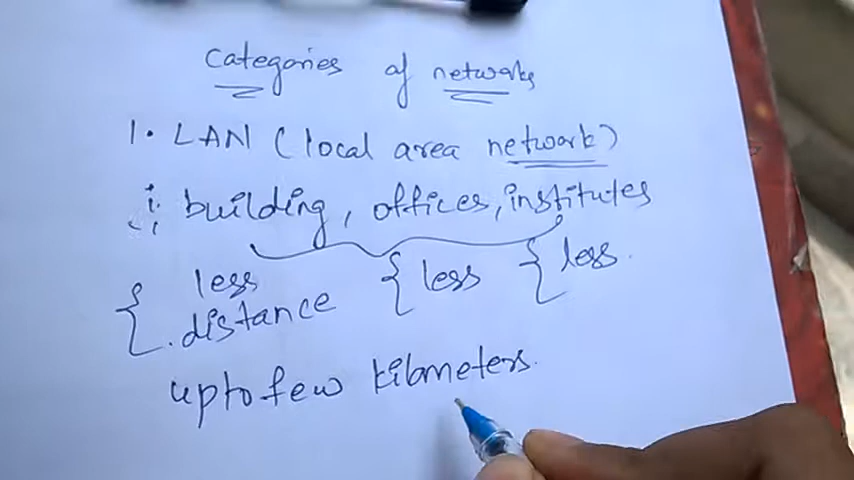 Categories of networks
1. LAN (local area network)
i. building, offices, institutes
{ less { less { less.
distance
upto few kilometers.